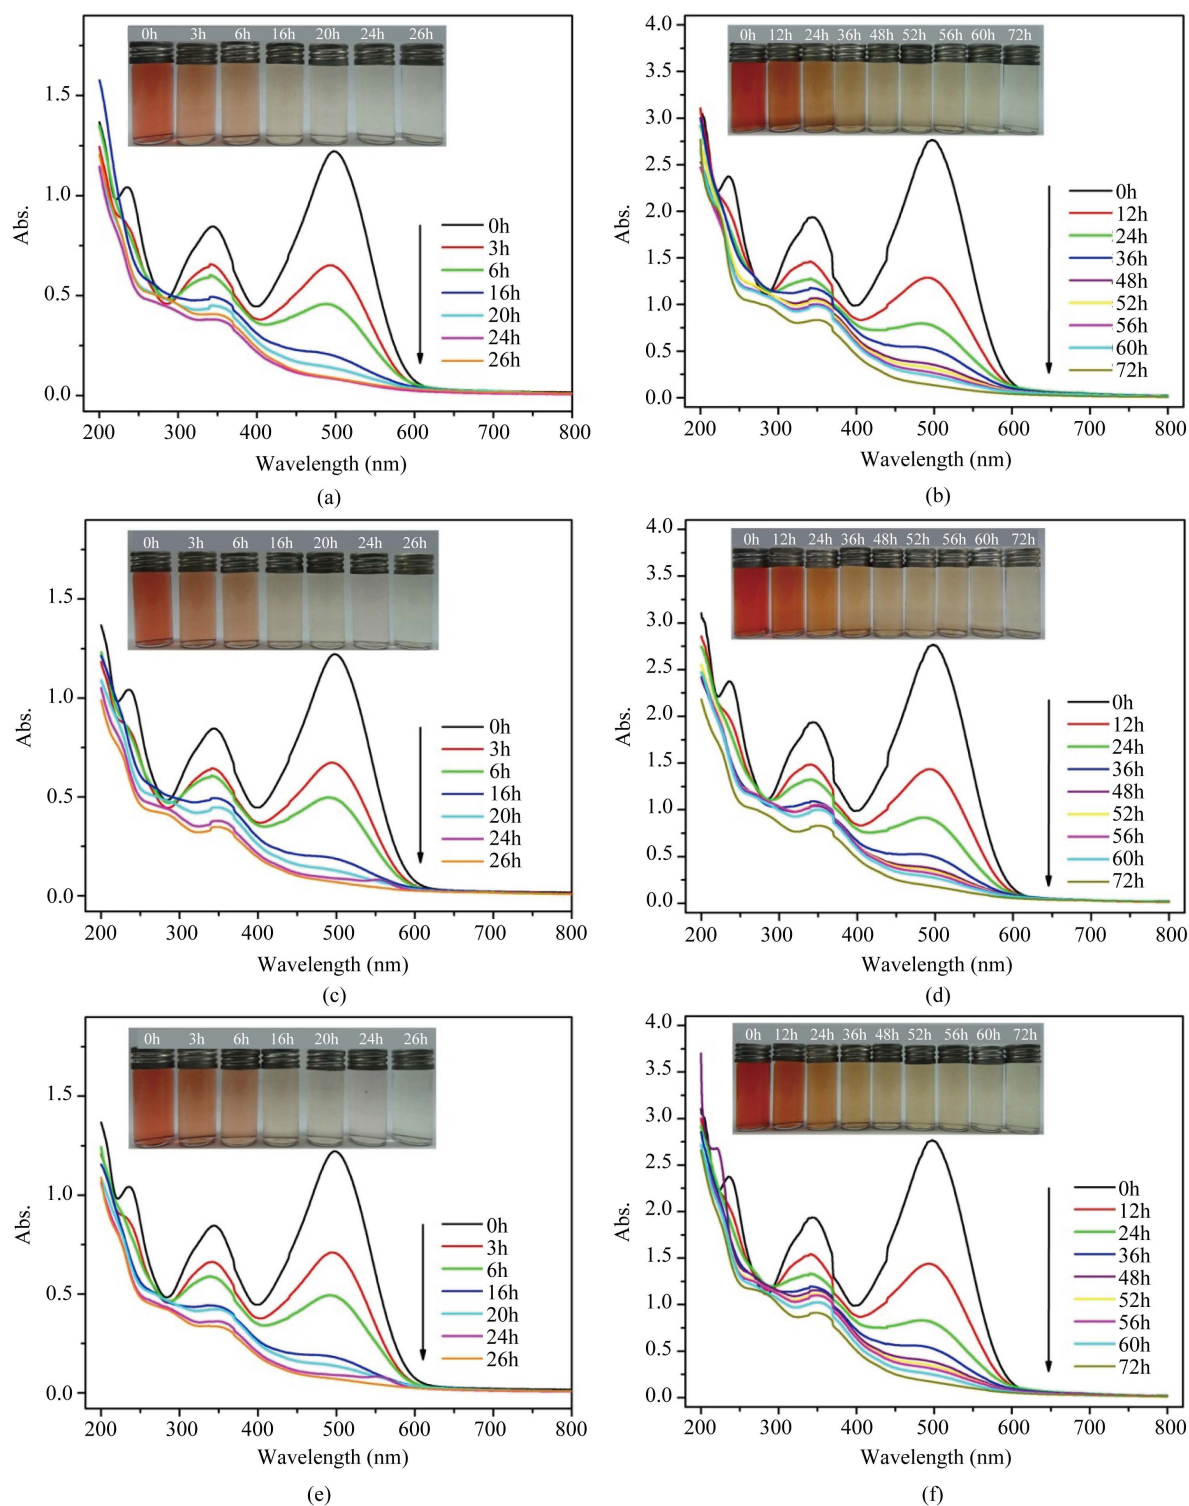 0h 3h 6h 16h 20h 24h 26h
1.5
1.0
0.5
0.0
Abs.
0h
3h
6h
16h
20h
24h
26h
200 300 400 500 600 700 800
Wavelength (nm)
(a)
0h 12h 24h 36h 48h 52h 56h 60h 72h
4.0
3.5
3.0
2.5
2.0
1.5
1.0
0.5
0.0
Abs.
0h
12h
24h
36h
48h
52h
56h
60h
72h
200 300 400 500 600 700 800
Wavelength (nm)
(b)
0h 3h 6h 16h 20h 24h 26h
1.5
1.0
0.5
0.0
Abs.
0h
3h
6h
16h
20h
24h
26h
200 300 400 500 600 700 800
Wavelength (nm)
(c)
0h 12h 24h 36h 48h 52h 56h 60h 72h
4.0
3.5
3.0
2.5
2.0
1.5
1.0
0.5
0.0
Abs.
0h
12h
24h
36h
48h
52h
56h
60h
72h
200 300 400 500 600 700 800
Wavelength (nm)
(d)
0h 3h 6h 16h 20h 24h 26h
1.5
1.0
0.5
0.0
Abs.
0h
3h
6h
16h
20h
24h
26h
200 300 400 500 600 700 800
Wavelength (nm)
(e)
0h 12h 24h 36h 48h 52h 56h 60h 72h
4.0
3.5
3.0
2.5
2.0
1.5
1.0
0.5
0.0
Abs.
0h
12h
24h
36h
48h
52h
56h
60h
72h
200 300 400 500 600 700 800
Wavelength (nm)
(f)